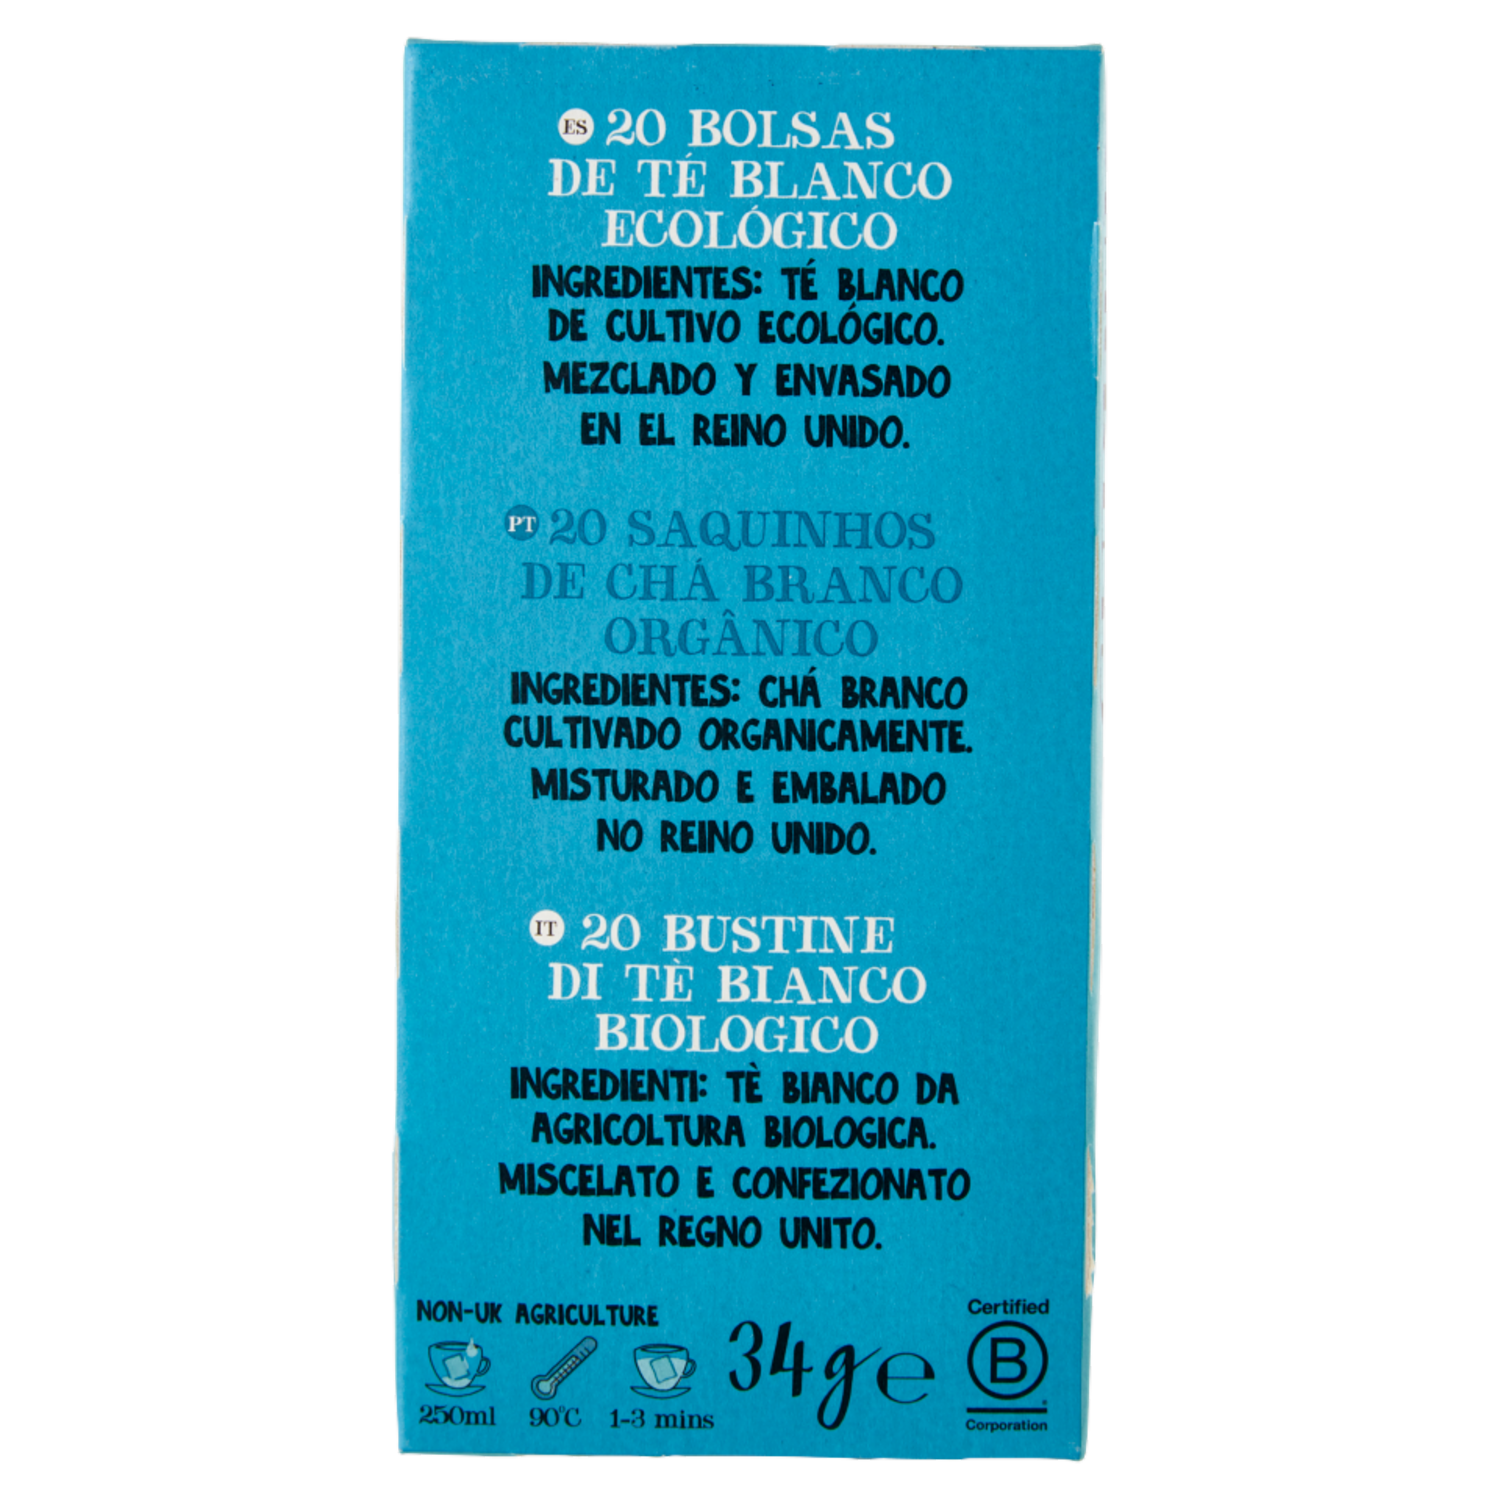 ES 20 BOLSAS
DE TÉ BLANCO
ECOLÓGICO
INGREDIENTES: TÉ BLANCO
DE CULTIVO ECOLÓGICO.
MEZCLADO Y ENVASADO
EN EL REINO UNIDO.
PT 20 SAQUINHOS
DE CHÁ BRANCO
ORGÂNICO
INGREDIENTES: CHÁ BRANCO
CULTIVADO ORGANICAMENTE.
MISTURADO E EMBALADO
NO REINO UNIDO.
IT 20 BUSTINE
DI TÈ BIANCO
BIOLOGICO
INGREDIENTI: TÈ BIANCO DA
AGRICOLTURA BIOLOGICA.
MISCELATO E CONFEZIONATO
NEL REGNO UNITO.
NON-UK AGRICULTURE
250ml 90°C 1-3 mins
34g e
Certified
B
Corporation